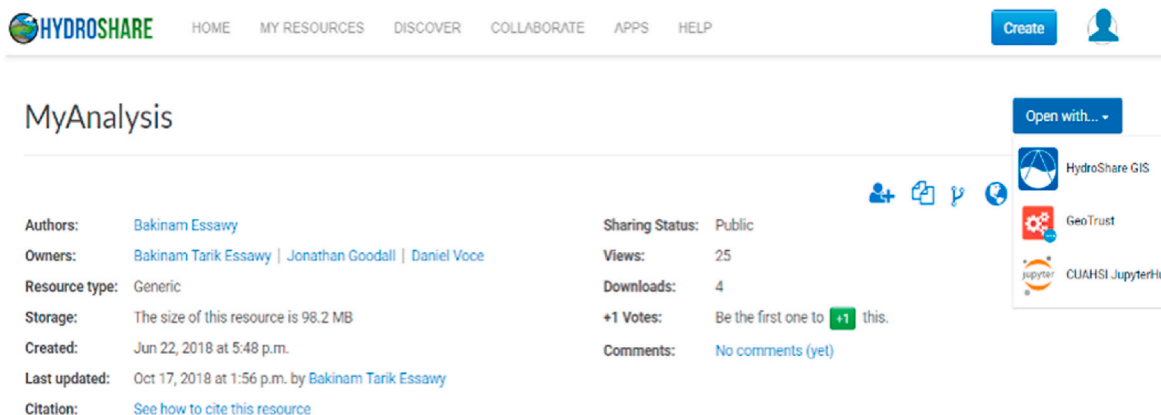 HYDROSHARE HOME MY RESOURCES DISCOVER COLLABORATE APPS HELP Create
MyAnalysis
Open with...
HydroShare GIS
GeoTrust
jupyter CUAHSI JupyterHu
Authors: Bakinam Essawy
Owners: Bakinam Tarik Essawy | Jonathan Goodall | Daniel Voce
Resource type: Generic
Storage: The size of this resource is 98.2 MB
Created: Jun 22, 2018 at 5:48 p.m.
Last updated: Oct 17, 2018 at 1:56 p.m. by Bakinam Tarik Essawy
Citation: See how to cite this resource
Sharing Status: Public
Views: 25
Downloads: 4
+1 Votes: Be the first one to +1 this.
Comments: No comments (yet)